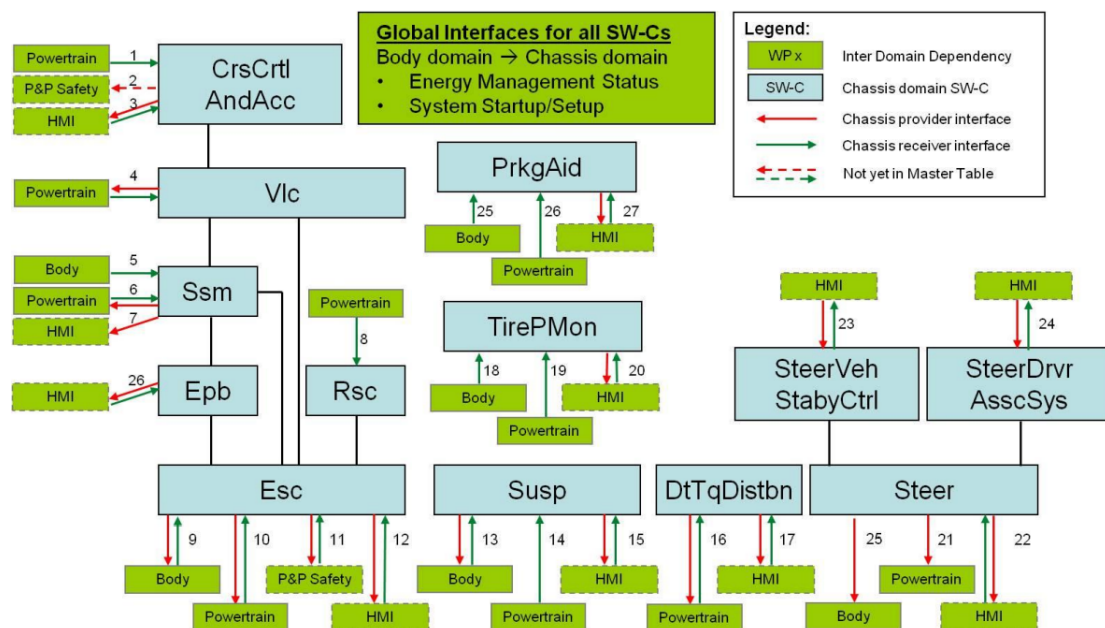 Global Interfaces for all SW-Cs
Body domain → Chassis domain
• Energy Management Status
• System Startup/Setup
Legend:
WP x
Inter Domain Dependency
SW-C
Chassis domain SW-C
Chassis provider interface
Chassis receiver interface
Not yet in Master Table
Powertrain
1
P&P Safety
2
HMI
3
CrsCrtl
AndAcc
Powertrain
4
Vlc
PrkgAid
25
26
27
Body
HMI
Powertrain
Body
5
Powertrain
6
HMI
7
Ssm
Powertrain
8
TirePMon
18
19
20
Body
HMI
Powertrain
HMI
23
HMI
24
SteerVeh
StabyCtrl
SteerDrvr
AsscSys
HMI
26
Epb
Rsc
Esc
Susp
DtTqDistbn
Steer
9
10
11
12
13
14
15
16
17
25
21
22
Body
P&P Safety
Body
HMI
HMI
Powertrain
Powertrain
HMI
Powertrain
Powertrain
Body
HMI